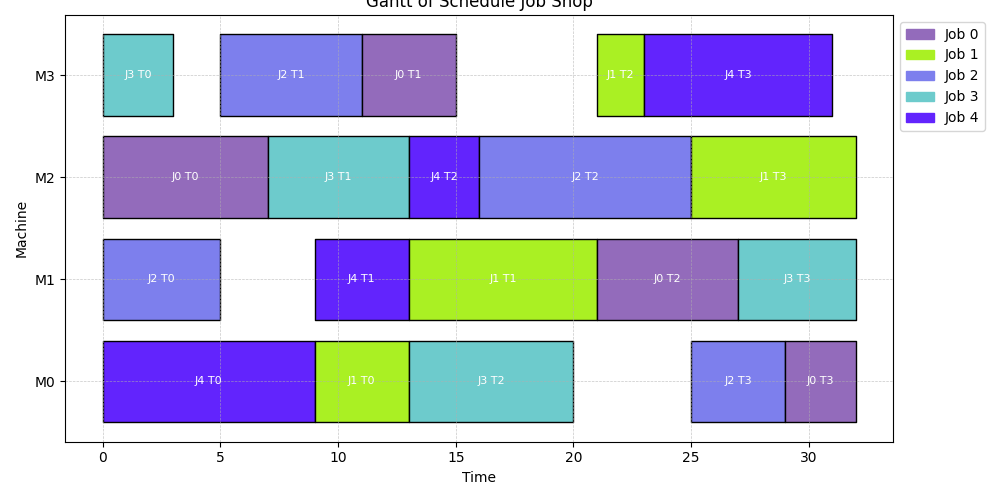 Gantt of Schedule Job Shop
M3
J3 T0
J2 T1
J0 T1
J1 T2
J4 T3
M2
J0 T0
J3 T1
J4 T2
J2 T2
J1 T3
M1
J2 T0
J4 T1
J1 T1
J0 T2
J3 T3
M0
J4 T0
J1 T0
J3 T2
J2 T3
J0 T3
Machine
0
5
10
15
20
25
30
Time
Job 0
Job 1
Job 2
Job 3
Job 4